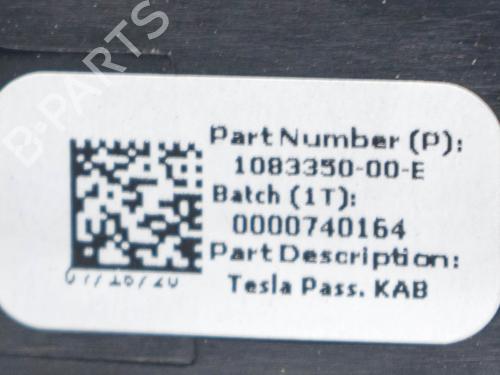 B-PARTS
Part Number (P):
1083350-00-E
Batch (1T):
0000740164
Part Description:
Tesla Pass. KAB